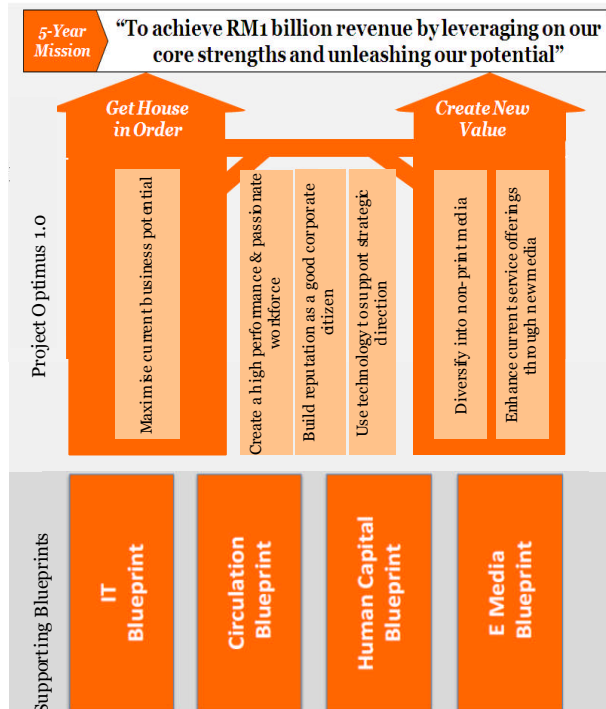 5-Year
Mission
“To achieve RM1 billion revenue by leveraging on our
core strengths and unleashing our potential”
Get House
in Order
Create New
Value
Project Optimus 1.0
Maximise current business potential
Create a high performance & passionate
workforce
Build reputation as a good corporate
citizen
Use technology to support strategic
direction
Diversify into non-print media
Enhance current service offerings
through new media
Supporting Blueprints
IT
Blueprint
Circulation
Blueprint
Human Capital
Blueprint
E Media
Blueprint